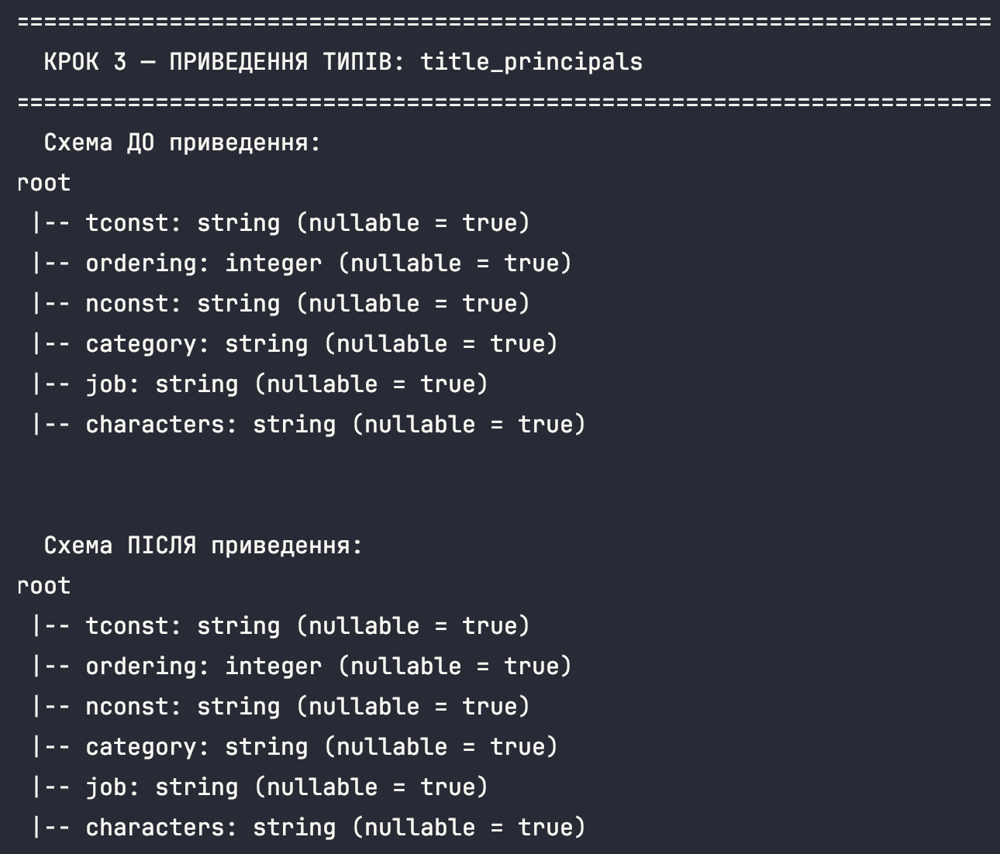 ======================================================================
  КРОК 3 — ПРИВЕДЕННЯ ТИПІВ: title_principals
======================================================================
  Схема ДО приведення:
root
 |-- tconst: string (nullable = true)
 |-- ordering: integer (nullable = true)
 |-- nconst: string (nullable = true)
 |-- category: string (nullable = true)
 |-- job: string (nullable = true)
 |-- characters: string (nullable = true)
  Схема ПІСЛЯ приведення:
root
 |-- tconst: string (nullable = true)
 |-- ordering: integer (nullable = true)
 |-- nconst: string (nullable = true)
 |-- category: string (nullable = true)
 |-- job: string (nullable = true)
 |-- characters: string (nullable = true)